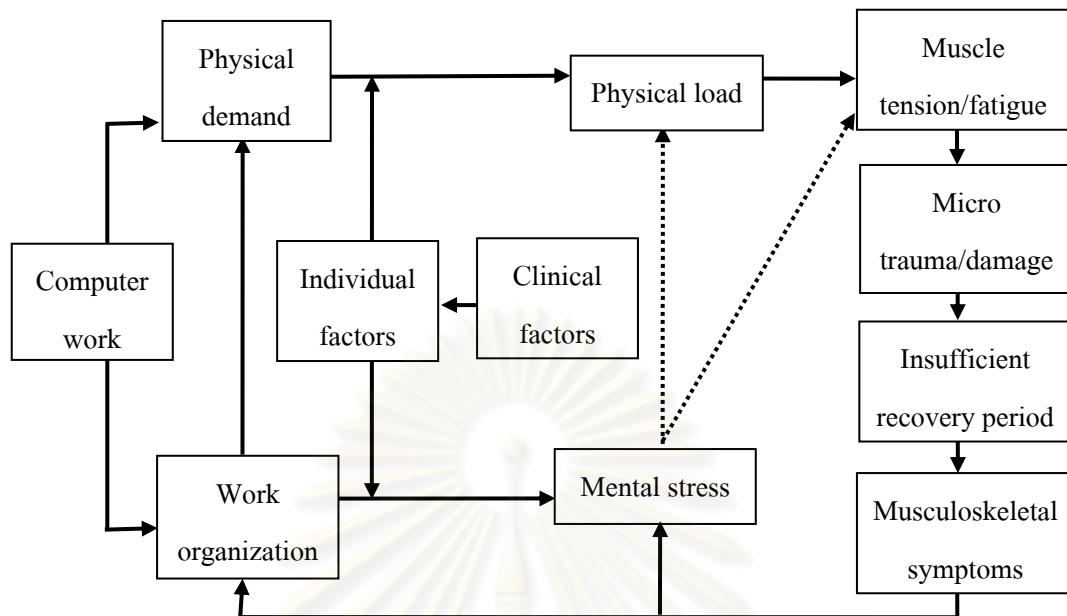 Physical
demand
Physical load
Muscle
tension/fatigue
Micro
trauma/damage
Computer
work
Individual
factors
Clinical
factors
Insufficient
recovery period
Work
organization
Mental stress
Musculoskeletal
symptoms